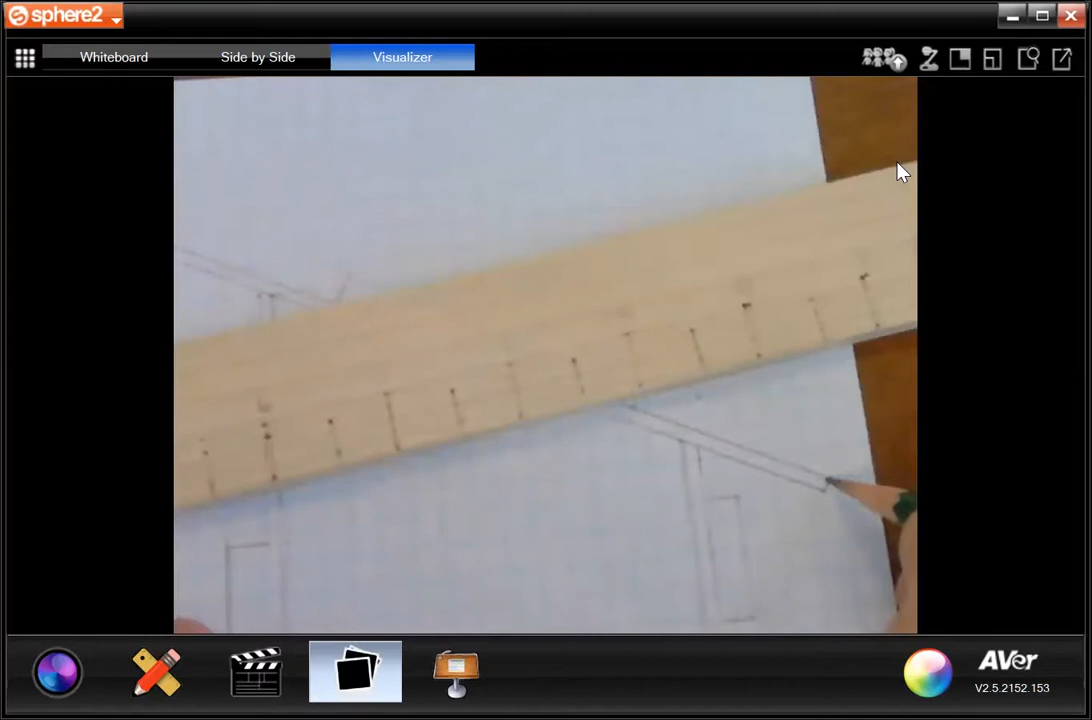 sphere2
Whiteboard
Side by Side
Visualizer
AVer
V2.5.2152.153